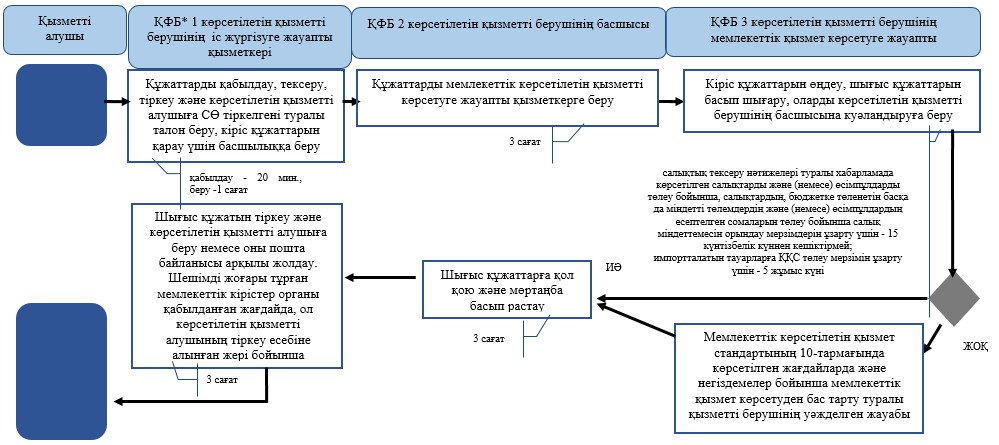 Қызметті
алушы
ҚФБ* 1 көрсетілетін қызметті
берушінің іс жүргізуге жауапты
қызметкері
ҚФБ 2 көрсетілетін қызметті берушінің басшысы
ҚФБ 3 көрсетілетін қызметті берушінің
мемлекеттік қызмет көрсетуге жауапты
Құжаттарды қабылдау, тексеру,
тіркеу және көрсетілетін қызметті
алушыға СӨ тіркелгені туралы
талон беру, кіріс құжаттарын
қарау үшін басшылыққа беру
қабылдау - 20 мин.,
беру -1 сағат
Құжаттарды мемлекеттік көрсетілетін қызметті
көрсетуге жауапты қызметкерге беру
3 сағат
Кіріс құжаттарын өңдеу, шығыс құжаттарын
басып шығару, оларды көрсетілетін қызметті
берушінің басшысына куәландыруға беру
салықтық тексеру нәтижелері туралы хабарламада
көрсетілген салықтарды және (немесе) өсімпұлдарды
төлеу бойынша, салықтардың, бюджетке төленетін басқа
да міндетті төлемдердің және (немесе) өсімпұлдардың
есептелген сомаларын төлеу бойынша салық
міндеттемесін орындау мерзімдерін ұзарту үшін - 15
күнтізбелік күннен кешіктірмей;
импортталатын тауарларға ҚҚС төлеу мерзімін ұзарту
үшін - 5 жұмыс күні
Шығыс құжатын тіркеу және
көрсетілетін қызметті алушыға
беру немесе оны пошта
байланысы арқылы жолдау.
Шешімді жоғары тұрған
мемлекеттік кірістер органы
қабылданған жағдайда, ол
көрсетілетін қызметті
алушының тіркеу есебіне
алынған жері бойынша
3 сағат
Шығыс құжаттарға қол
қою және мөртаңба
басып растау
3 сағат
ИӘ
ЖОҚ
Мемлекеттік көрсетілетін қызмет
стандартының 10-тармағында
көрсетілген жағдайларда және
негіздемелер бойынша мемлекеттік
қызмет көрсетуден бас тарту туралы
қызметті берушінің уәжделген жауабы